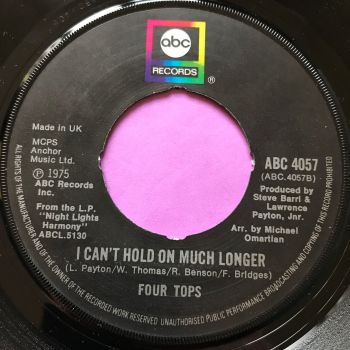 abc
RECORDS
®
Made in UK
MCPS
Anchor
Music Ltd.
℗ 1975
ABC Records
Inc.
From the L.P.
"Night Lights
Harmony"
ABCL.5130
ABC 4057
(ABC.4057B)
Produced by
Steve Barri &
Lawrence
Payton, Jnr.
Arr. by Michael
Omartian
I CAN'T HOLD ON MUCH LONGER
(L. Payton/W. Thomas/R. Benson/F. Bridges)
FOUR TOPS
ALL RIGHTS OF THE MANUFACTURER AND OF THE OWNER OF THE RECORDED WORK RESERVED UNAUTHORISED PUBLIC PERFORMANCE BROADCASTING AND COPYING OF THIS RECORD PROHIBITED